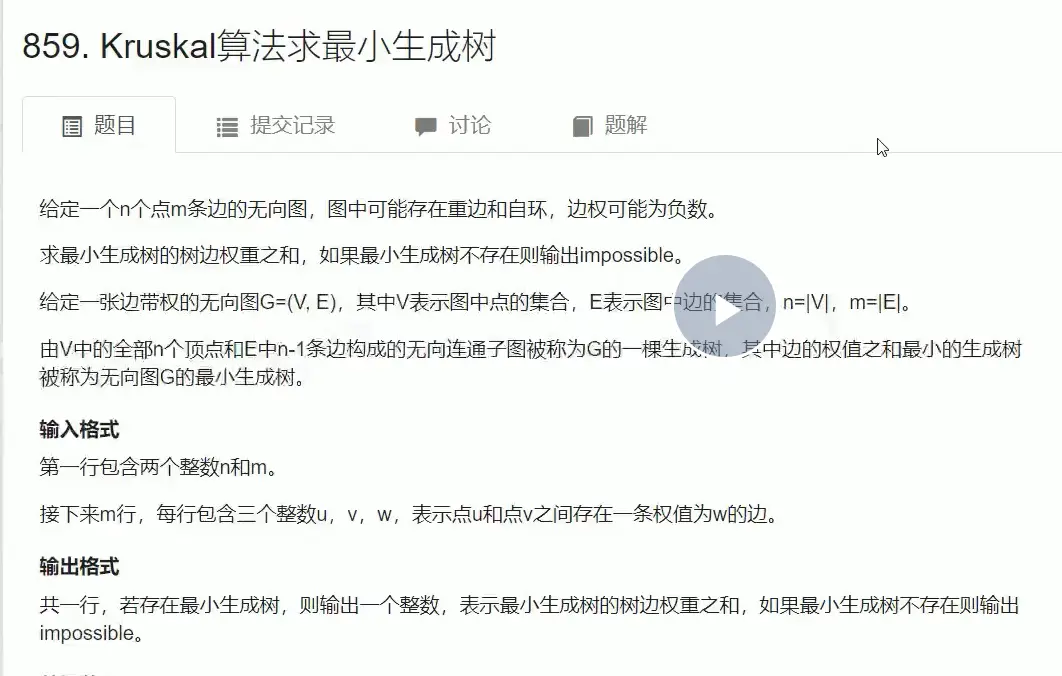 859. Kruskal算法求最小生成树
题目
提交记录
讨论
题解
给定一个n个点m条边的无向图，图中可能存在重边和自环，边权可能为负数。
求最小生成树的树边权重之和，如果最小生成树不存在则输出impossible。
给定一张边带权的无向图G=(V, E)，其中V表示图中点的集合，E表示图中边的集合，n=|V|，m=|E|。
由V中的全部n个顶点和E中n-1条边构成的无向连通子图被称为G的一棵生成树，其中边的权值之和最小的生成树
被称为无向图G的最小生成树。
输入格式
第一行包含两个整数n和m。
接下来m行，每行包含三个整数u，v，w，表示点u和点v之间存在一条权值为w的边。
输出格式
共一行，若存在最小生成树，则输出一个整数，表示最小生成树的树边权重之和，如果最小生成树不存在则输出
impossible。